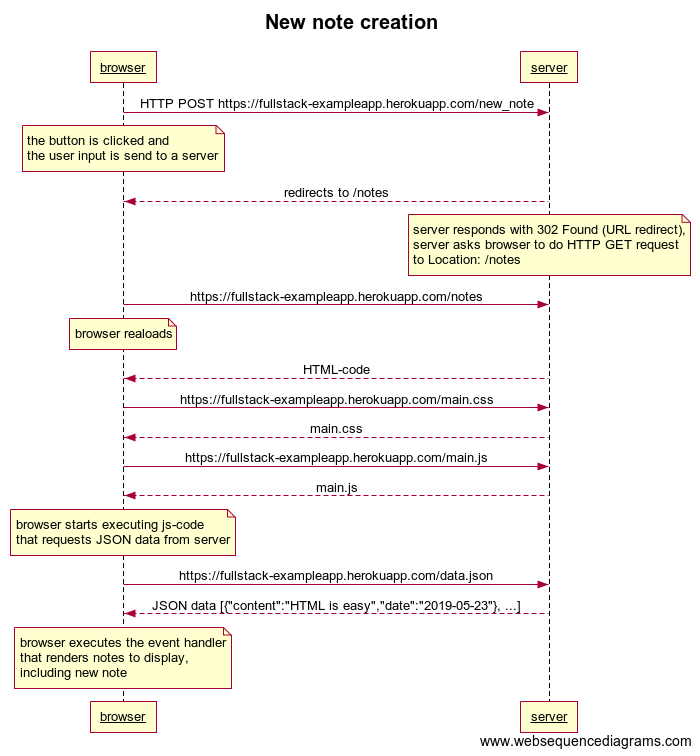 New note creation
browser
server
HTTP POST https://fullstack-exampleapp.herokuapp.com/new_note
the button is clicked and
the user input is send to a server
redirects to /notes
server responds with 302 Found (URL redirect),
server asks browser to do HTTP GET request
to Location: /notes
https://fullstack-exampleapp.herokuapp.com/notes
browser realoads
HTML-code
https://fullstack-exampleapp.herokuapp.com/main.css
main.css
https://fullstack-exampleapp.herokuapp.com/main.js
main.js
browser starts executing js-code
that requests JSON data from server
https://fullstack-exampleapp.herokuapp.com/data.json
JSON data [{"content":"HTML is easy","date":"2019-05-23"}, ...]
browser executes the event handler
that renders notes to display,
including new note
browser
server
www.websequencediagrams.com